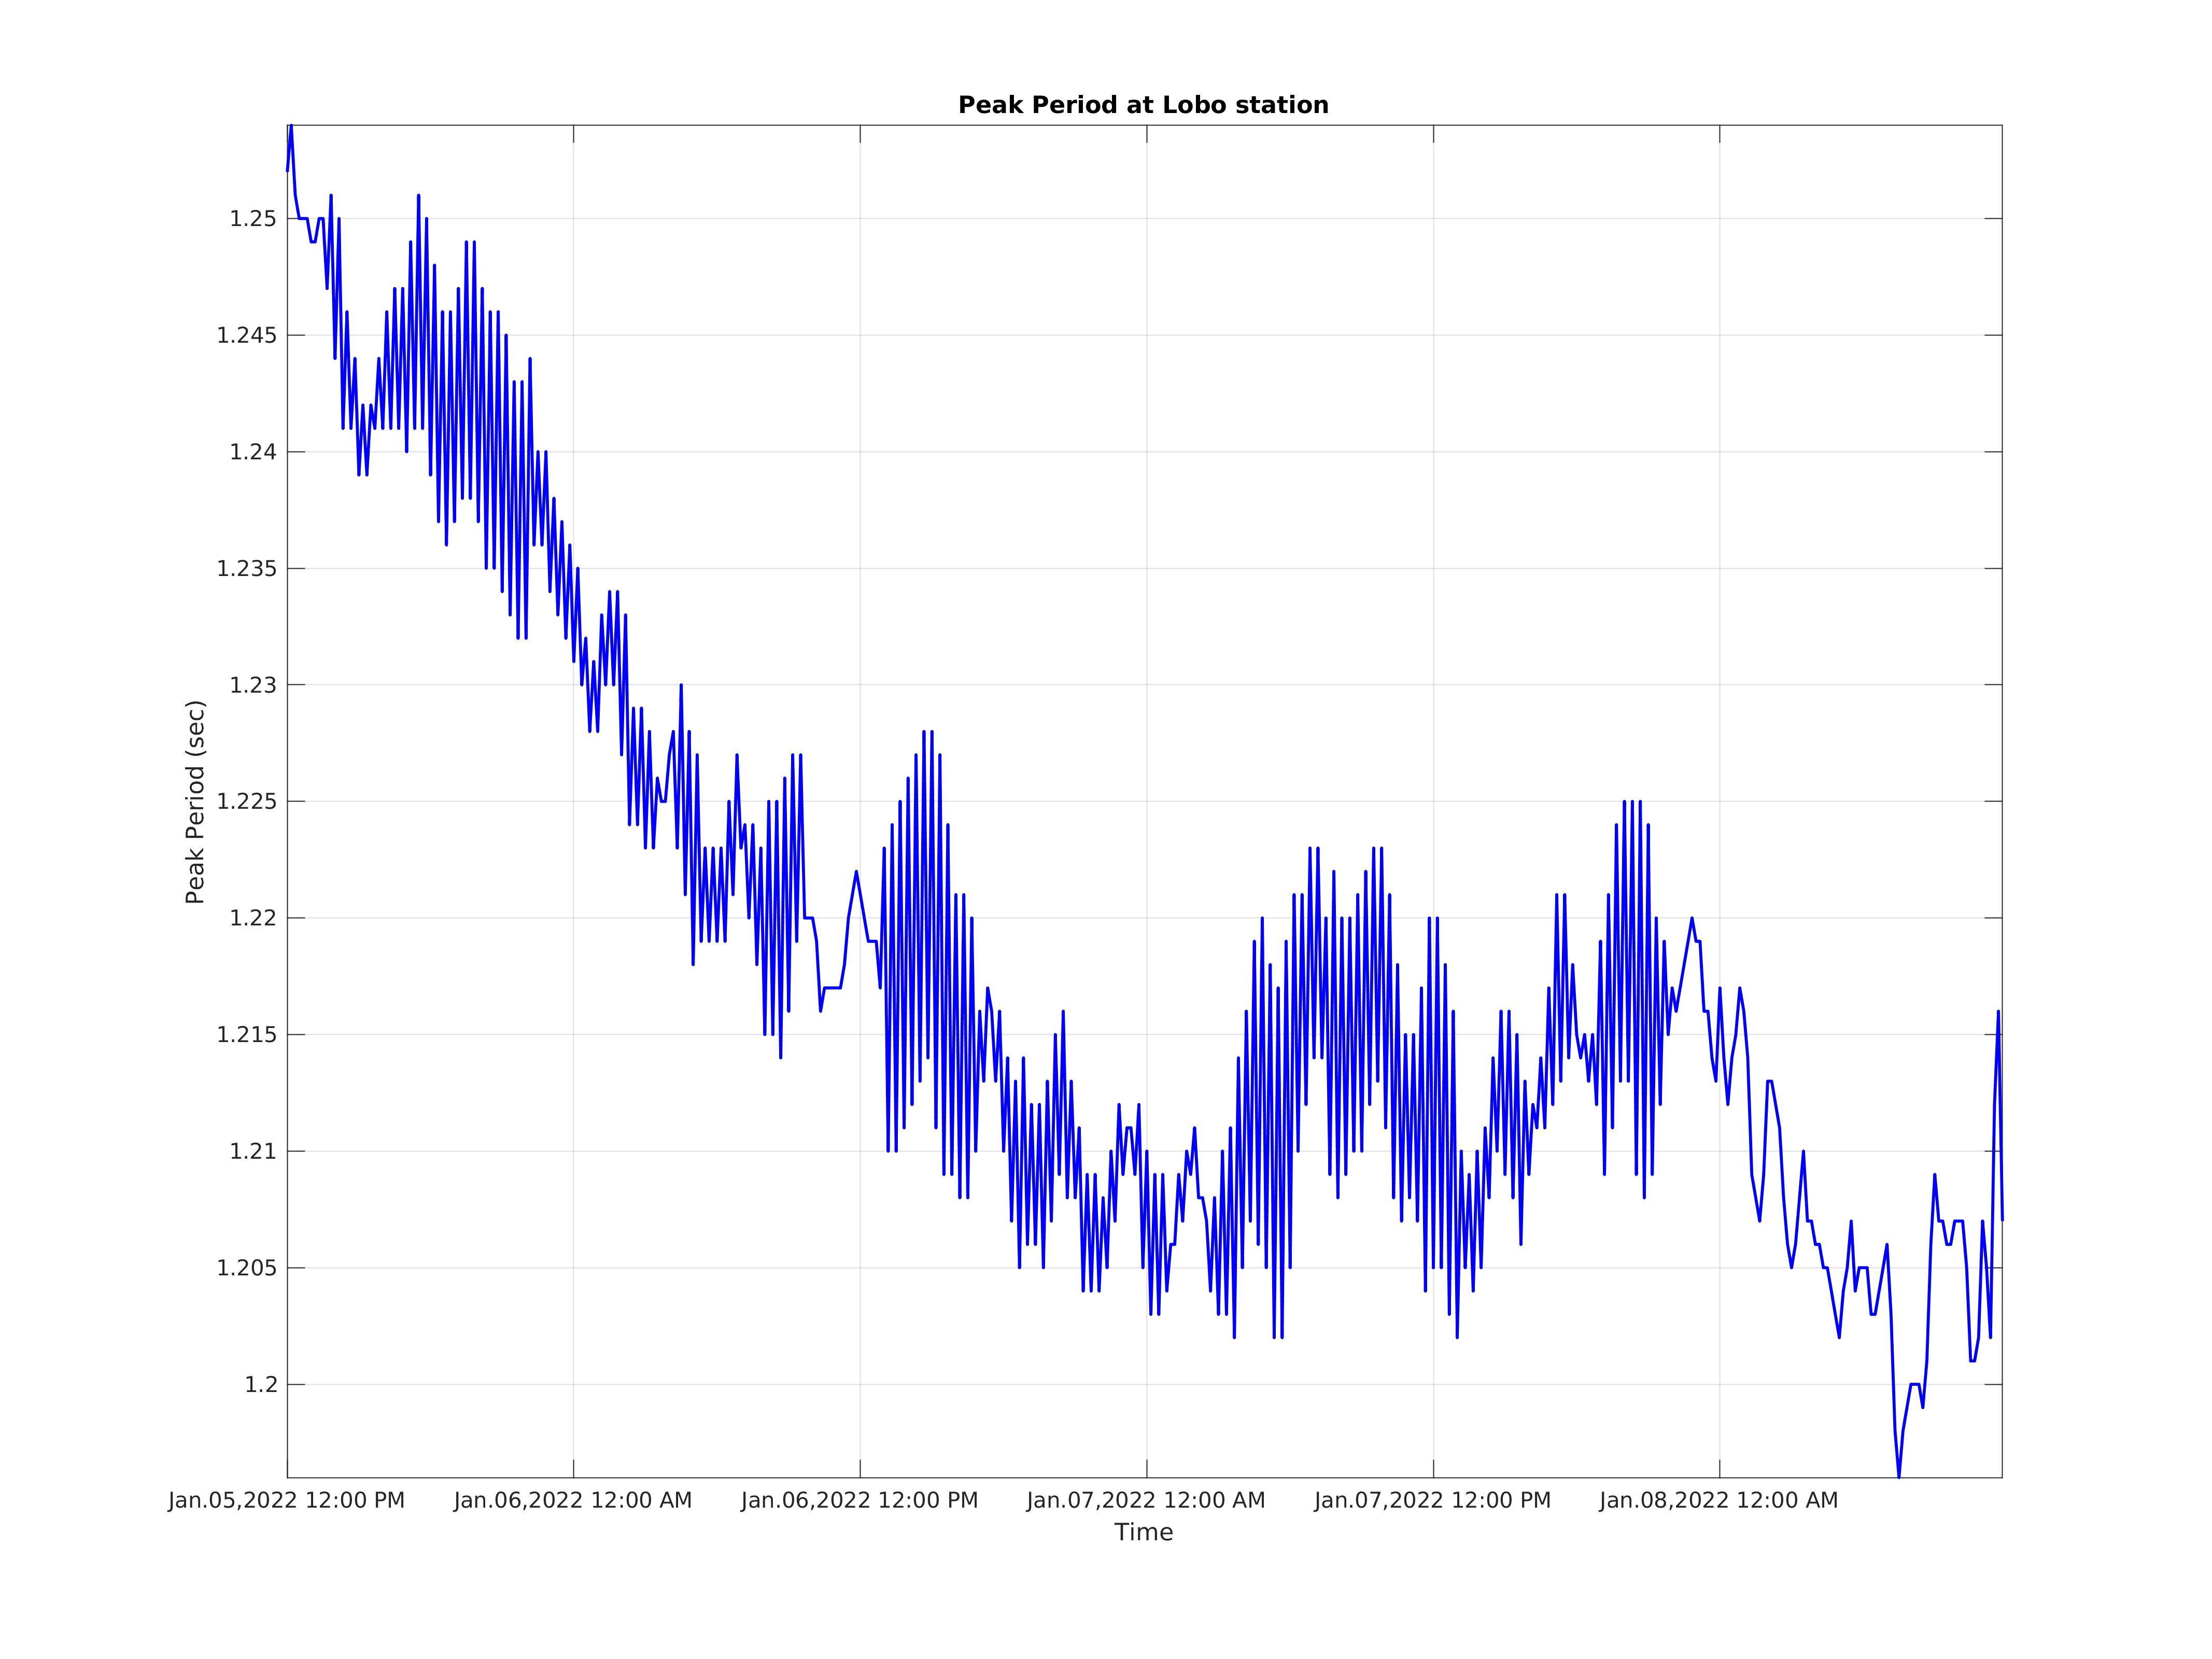 Peak Period at Lobo station
Peak Period (sec)
1.25
1.245
1.24
1.235
1.23
1.225
1.22
1.215
1.21
1.205
1.2
Jan.05,2022 12:00 PM
Jan.06,2022 12:00 AM
Jan.06,2022 12:00 PM
Jan.07,2022 12:00 AM
Jan.07,2022 12:00 PM
Jan.08,2022 12:00 AM
Time